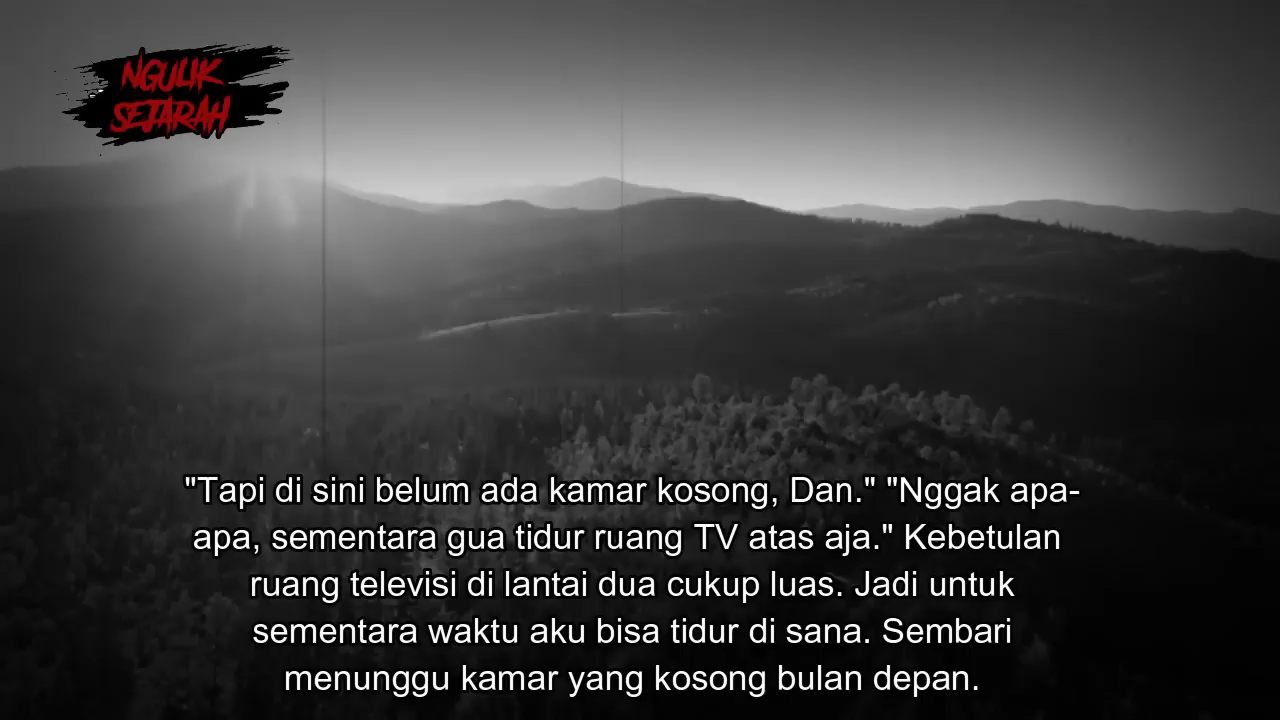 NGULIK
SEJARAH
"Tapi di sini belum ada kamar kosong, Dan." "Nggak apa-
apa, sementara gua tidur ruang TV atas aja." Kebetulan
ruang televisi di lantai dua cukup luas. Jadi untuk
sementara waktu aku bisa tidur di sana. Sembari
menunggu kamar yang kosong bulan depan.